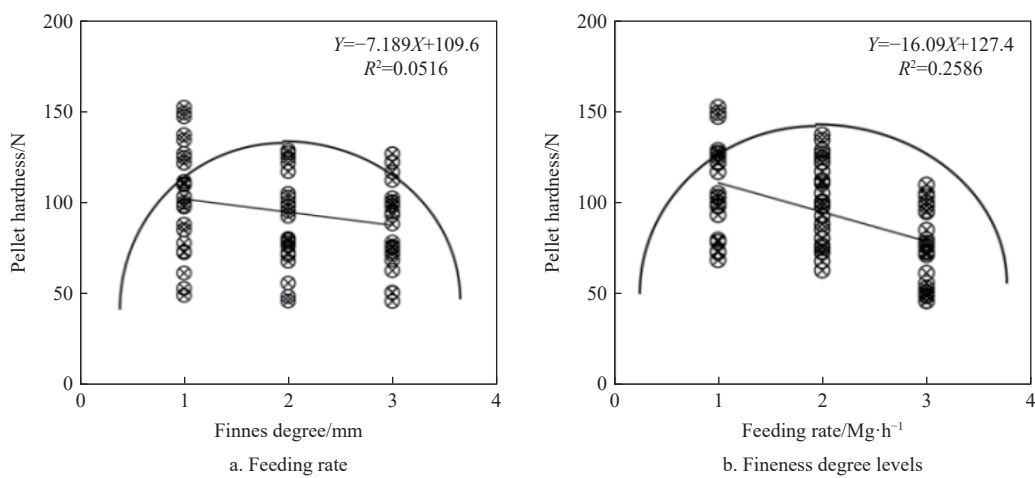 200
150
100
50
0
Pellet hardness/N
Y=−7.189X+109.6
R²=0.0516
0 1 2 3 4
Finnes degree/mm
a. Feeding rate
200
150
100
50
0
Pellet hardness/N
Y=−16.09X+127.4
R²=0.2586
0 1 2 3 4
Feeding rate/Mg·h⁻¹
b. Fineness degree levels